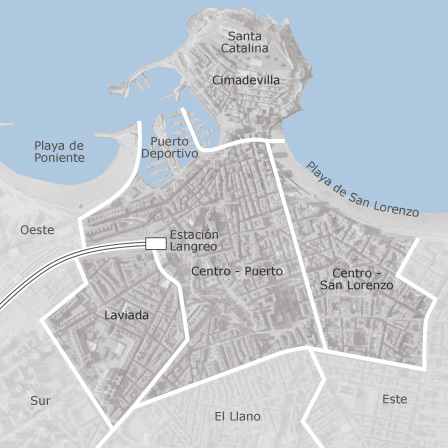 Santa
Catalina
Cimadevilla
Puerto
Deportivo
Playa de
Poniente
Playa de San Lorenzo
Oeste
Estación
Langreo
Centro - Puerto
Centro -
San Lorenzo
Laviada
Sur
El Llano
Este